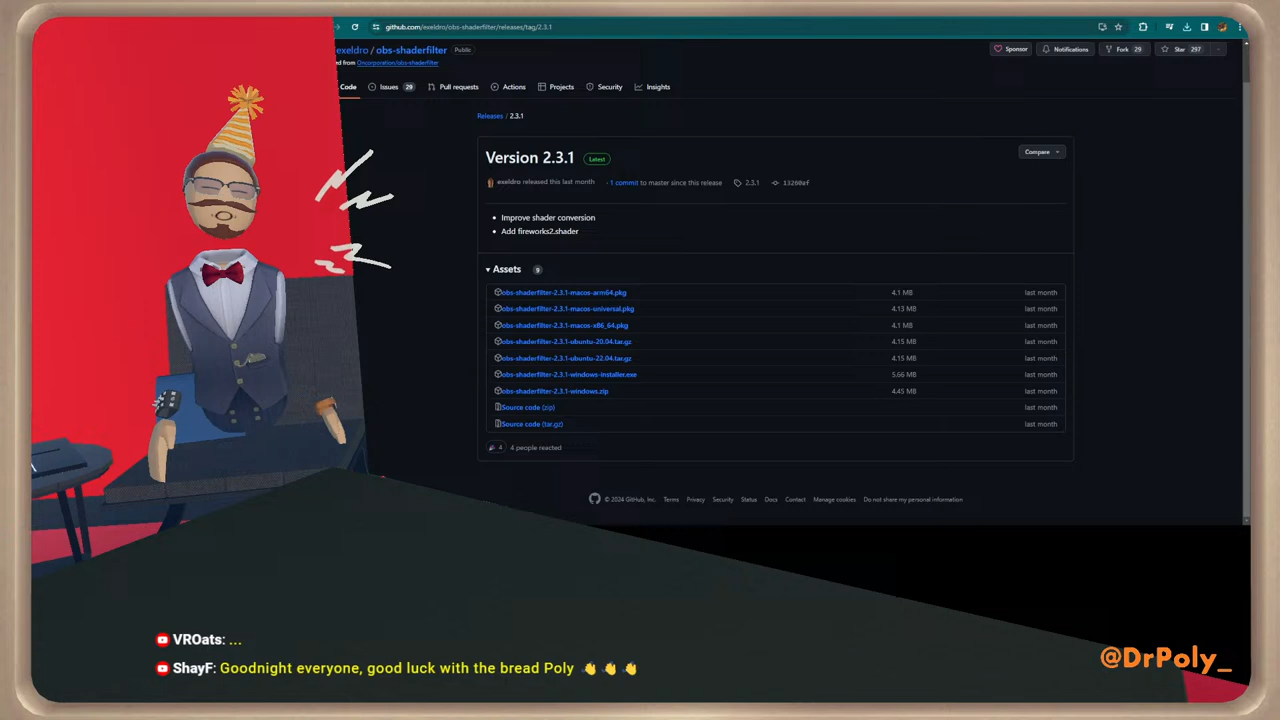 github.com/exeldro/obs-shaderfilter/releases/tag/2.3.1
exeldro / obs-shaderfilter Public
Sponsor Notifications Fork 29 Star 297
ed from Oncorporation/obs-shaderfilter
Code Issues 29 Pull requests Actions Projects Security Insights
Releases / 2.3.1
Version 2.3.1 Latest
Compare
exeldro released this last month · 1 commit to master since this release 2.3.1 13260af
• Improve shader conversion
• Add fireworks2.shader
Assets 9
obs-shaderfilter-2.3.1-macos-arm64.pkg 4.1 MB last month
obs-shaderfilter-2.3.1-macos-universal.pkg 4.13 MB last month
obs-shaderfilter-2.3.1-macos-x86_64.pkg 4.1 MB last month
obs-shaderfilter-2.3.1-ubuntu-20.04.tar.gz 4.15 MB last month
obs-shaderfilter-2.3.1-ubuntu-22.04.tar.gz 4.15 MB last month
obs-shaderfilter-2.3.1-windows-installer.exe 5.66 MB last month
obs-shaderfilter-2.3.1-windows.zip 4.45 MB last month
Source code (zip) last month
Source code (tar.gz) last month
4 4 people reacted
© 2024 GitHub, Inc. Terms Privacy Security Status Docs Contact Manage cookies Do not share my personal information
VROats: ...
ShayF: Goodnight everyone, good luck with the bread Poly 👏 👏 👏
@DrPoly_